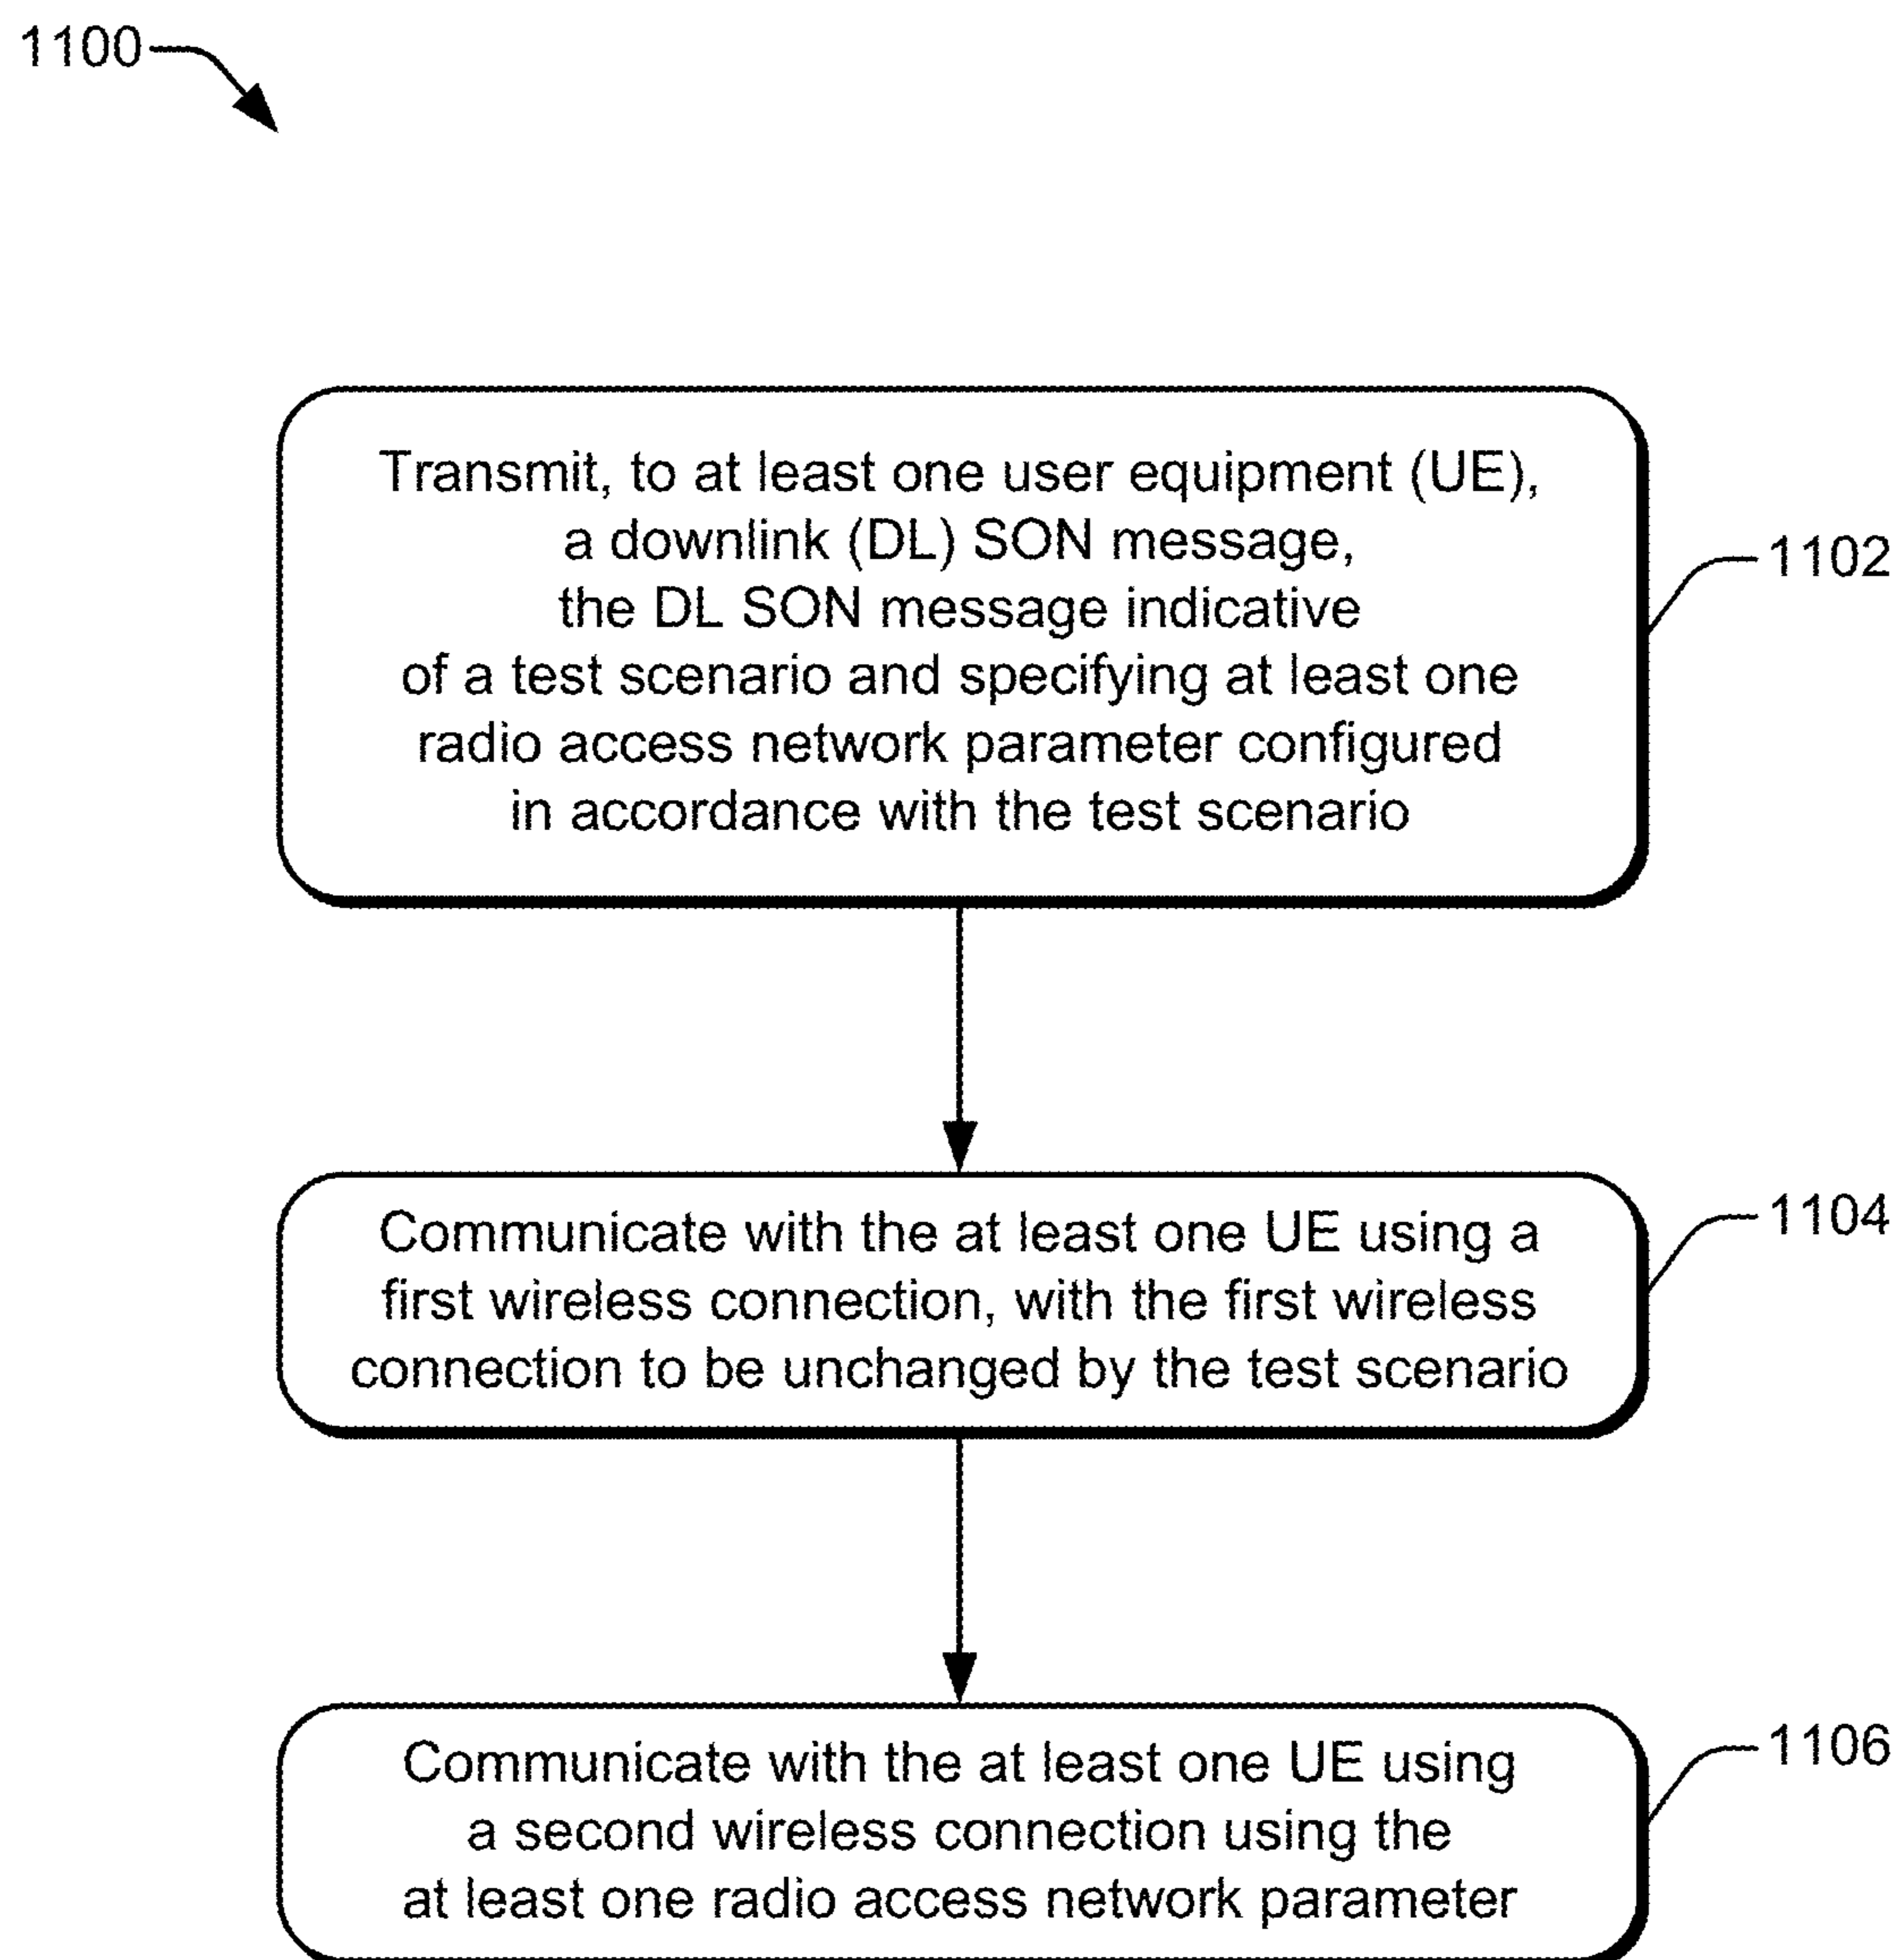 1100
Transmit, to at least one user equipment (UE),
a downlink (DL) SON message,
the DL SON message indicative
of a test scenario and specifying at least one
radio access network parameter configured
in accordance with the test scenario
1102
Communicate with the at least one UE using a
first wireless connection, with the first wireless
connection to be unchanged by the test scenario
1104
Communicate with the at least one UE using
a second wireless connection using the
at least one radio access network parameter
1106